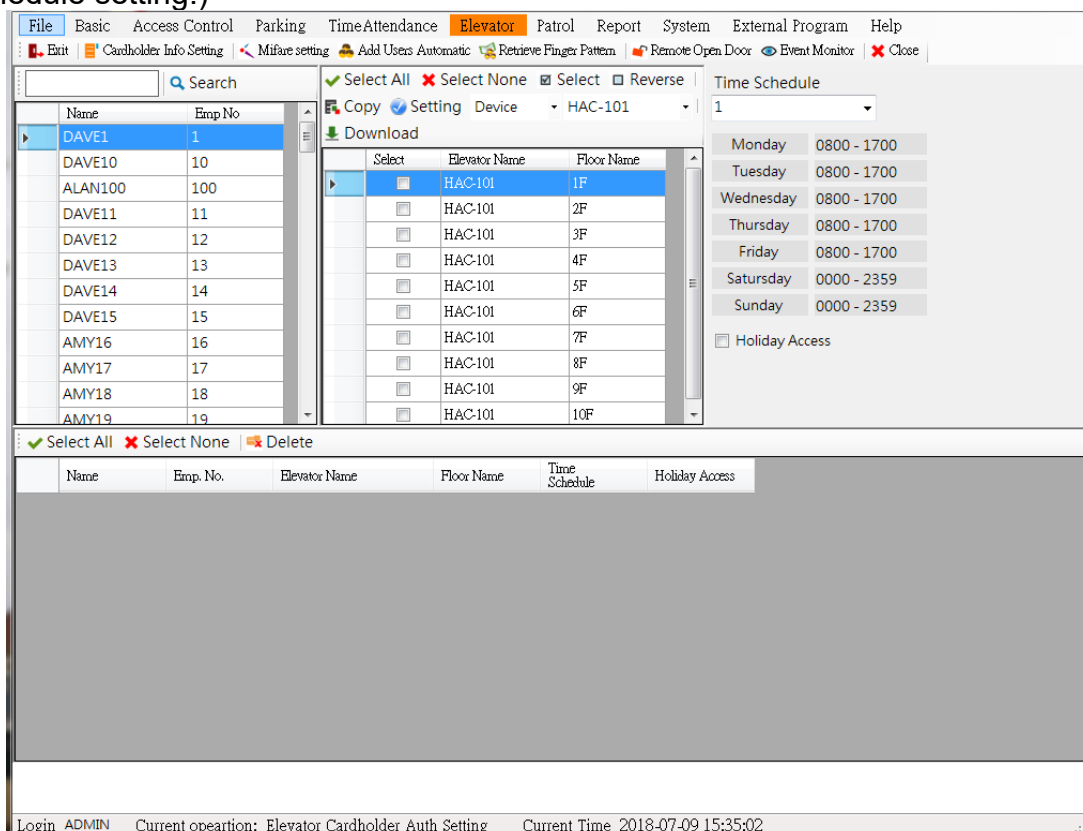 edule setting.)
File Basic Access Control Parking TimeAttendance Elevator Patrol Report System External Program Help
Exit Cardholder Info Setting Mifare setting Add Users Automatic Retrieve Finger Pattern Remote Open Door Event Monitor Close
Search
Name Emp No
DAVE1 1
DAVE10 10
ALAN100 100
DAVE11 11
DAVE12 12
DAVE13 13
DAVE14 14
DAVE15 15
AMY16 16
AMY17 17
AMY18 18
AMY19 19
Select All Select None Select Reverse
Copy Setting Device HAC-101
Download
Select Elevator Name Floor Name
HAC-101 1F
HAC-101 2F
HAC-101 3F
HAC-101 4F
HAC-101 5F
HAC-101 6F
HAC-101 7F
HAC-101 8F
HAC-101 9F
HAC-101 10F
Time Schedule
1
Monday 0800 - 1700
Tuesday 0800 - 1700
Wednesday 0800 - 1700
Thursday 0800 - 1700
Friday 0800 - 1700
Satursday 0000 - 2359
Sunday 0000 - 2359
Holiday Access
Select All Select None Delete
Name Emp. No. Elevator Name Floor Name Time Schedule Holiday Access
Login ADMIN Current opeartion: Elevator Cardholder Auth Setting Current Time 2018-07-09 15:35:02